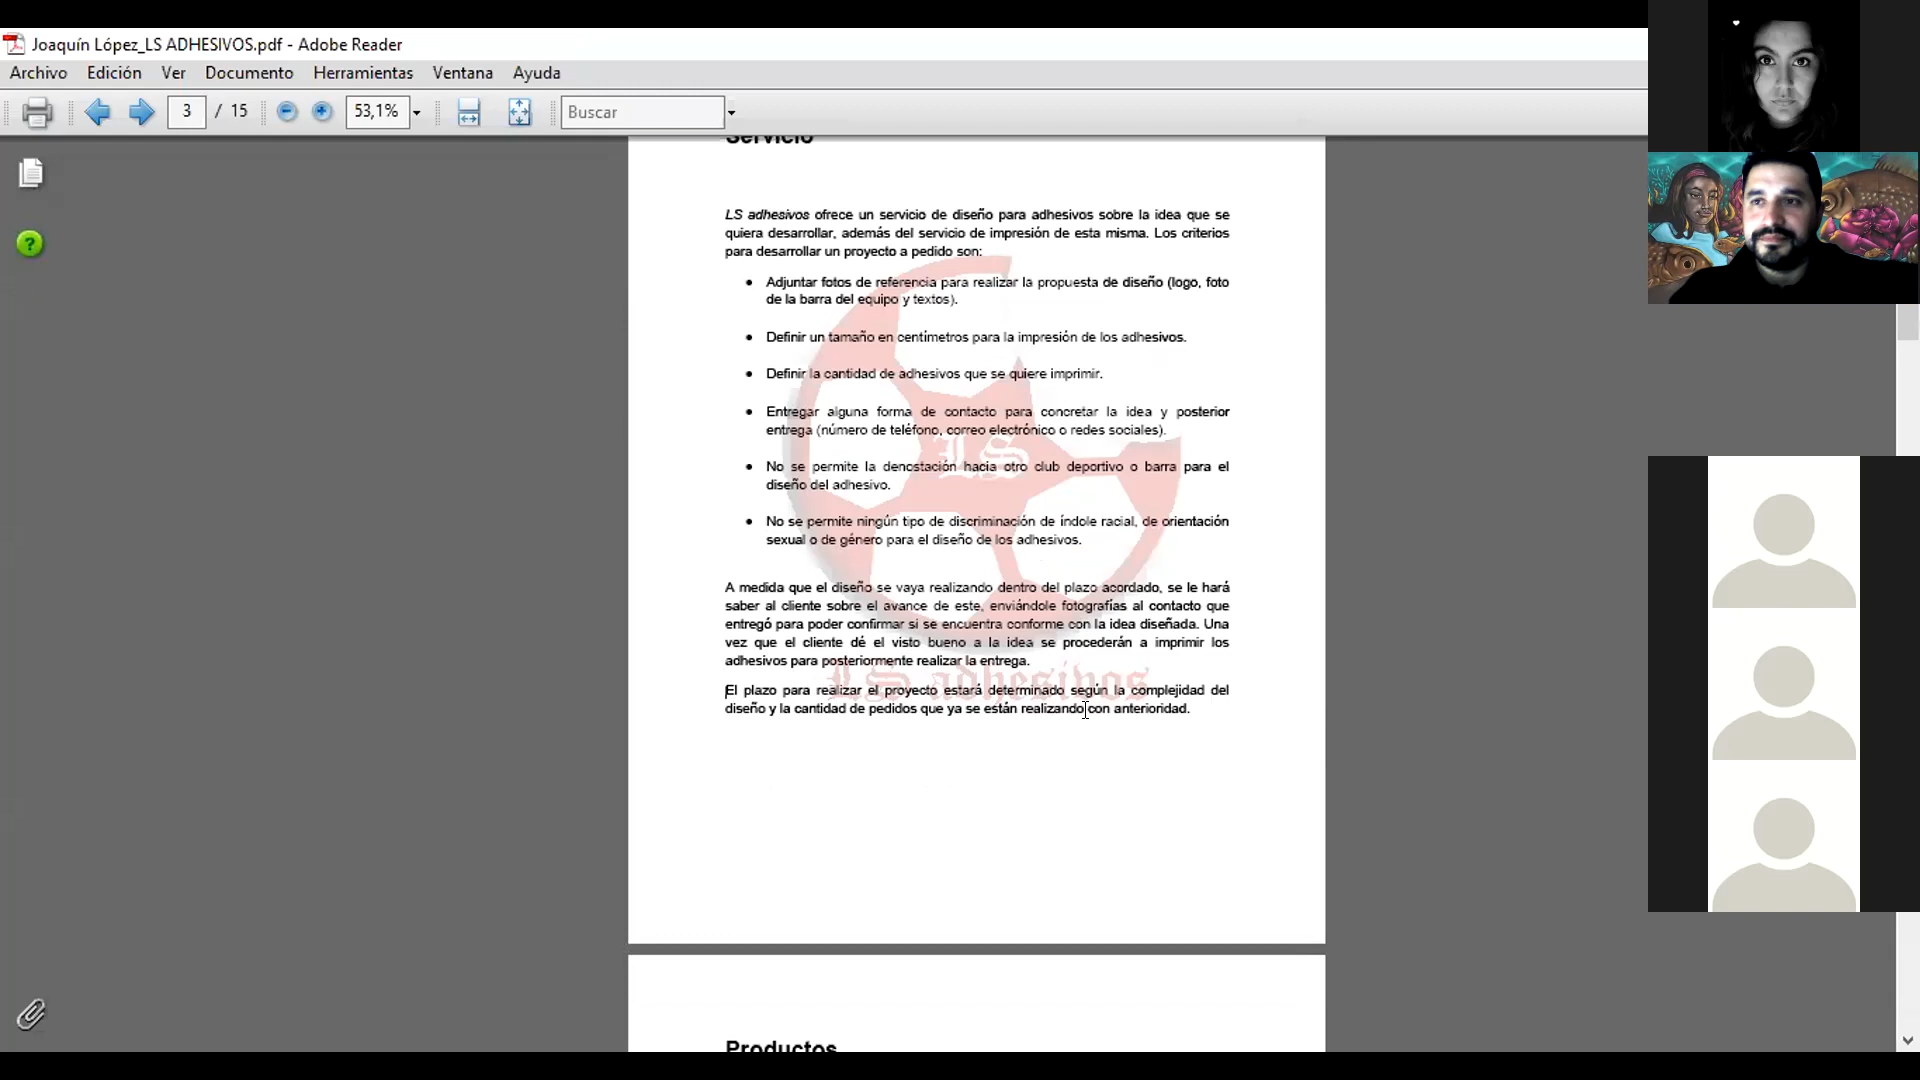 Joaquín López_LS ADHESIVOS.pdf - Adobe Reader
Archivo Edición Ver Documento Herramientas Ventana Ayuda
3 / 15 53,1% Buscar
Servicio
LS adhesivos ofrece un servicio de diseño para adhesivos sobre la idea que se
quiera desarrollar, además del servicio de impresión de esta misma. Los criterios
para desarrollar un proyecto a pedido son:
• Adjuntar fotos de referencia para realizar la propuesta de diseño (logo, foto
de la barra del equipo y textos).
• Definir un tamaño en centímetros para la impresión de los adhesivos.
• Definir la cantidad de adhesivos que se quiere imprimir.
• Entregar alguna forma de contacto para concretar la idea y posterior
entrega (número de teléfono, correo electrónico o redes sociales).
• No se permite la denostación hacia otro club deportivo o barra para el
diseño del adhesivo.
• No se permite ningún tipo de discriminación de índole racial, de orientación
sexual o de género para el diseño de los adhesivos.
LS
A medida que el diseño se vaya realizando dentro del plazo acordado, se le hará
saber al cliente sobre el avance de este, enviándole fotografías al contacto que
entregó para poder confirmar si se encuentra conforme con la idea diseñada. Una
vez que el cliente dé el visto bueno a la idea se procederán a imprimir los
adhesivos para posteriormente realizar la entrega.
LS adhesivos
El plazo para realizar el proyecto estará determinado según la complejidad del
diseño y la cantidad de pedidos que ya se están realizando con anterioridad.
Productos